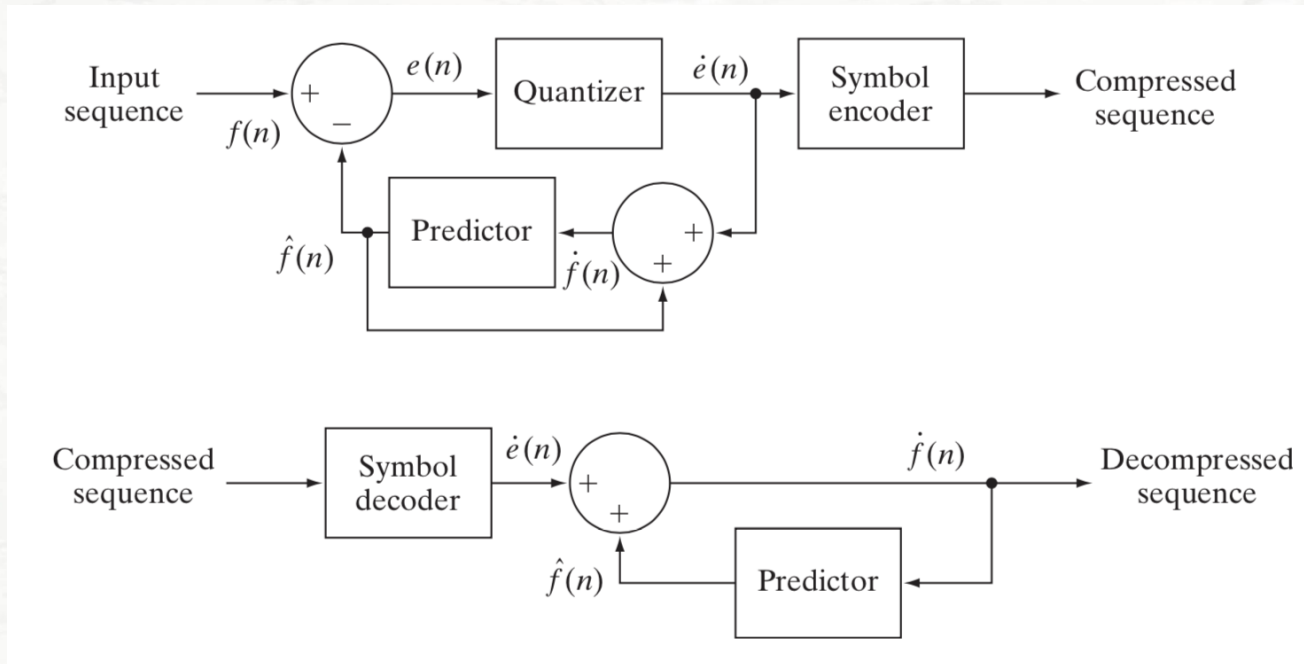 Input
sequence
f(n)
+
−
e(n)
Quantizer
ė(n)
Symbol
encoder
Compressed
sequence
f̂(n)
Predictor
ḟ(n)
+
+
Compressed
sequence
Symbol
decoder
ė(n)
+
+
f̂(n)
Predictor
ḟ(n)
Decompressed
sequence